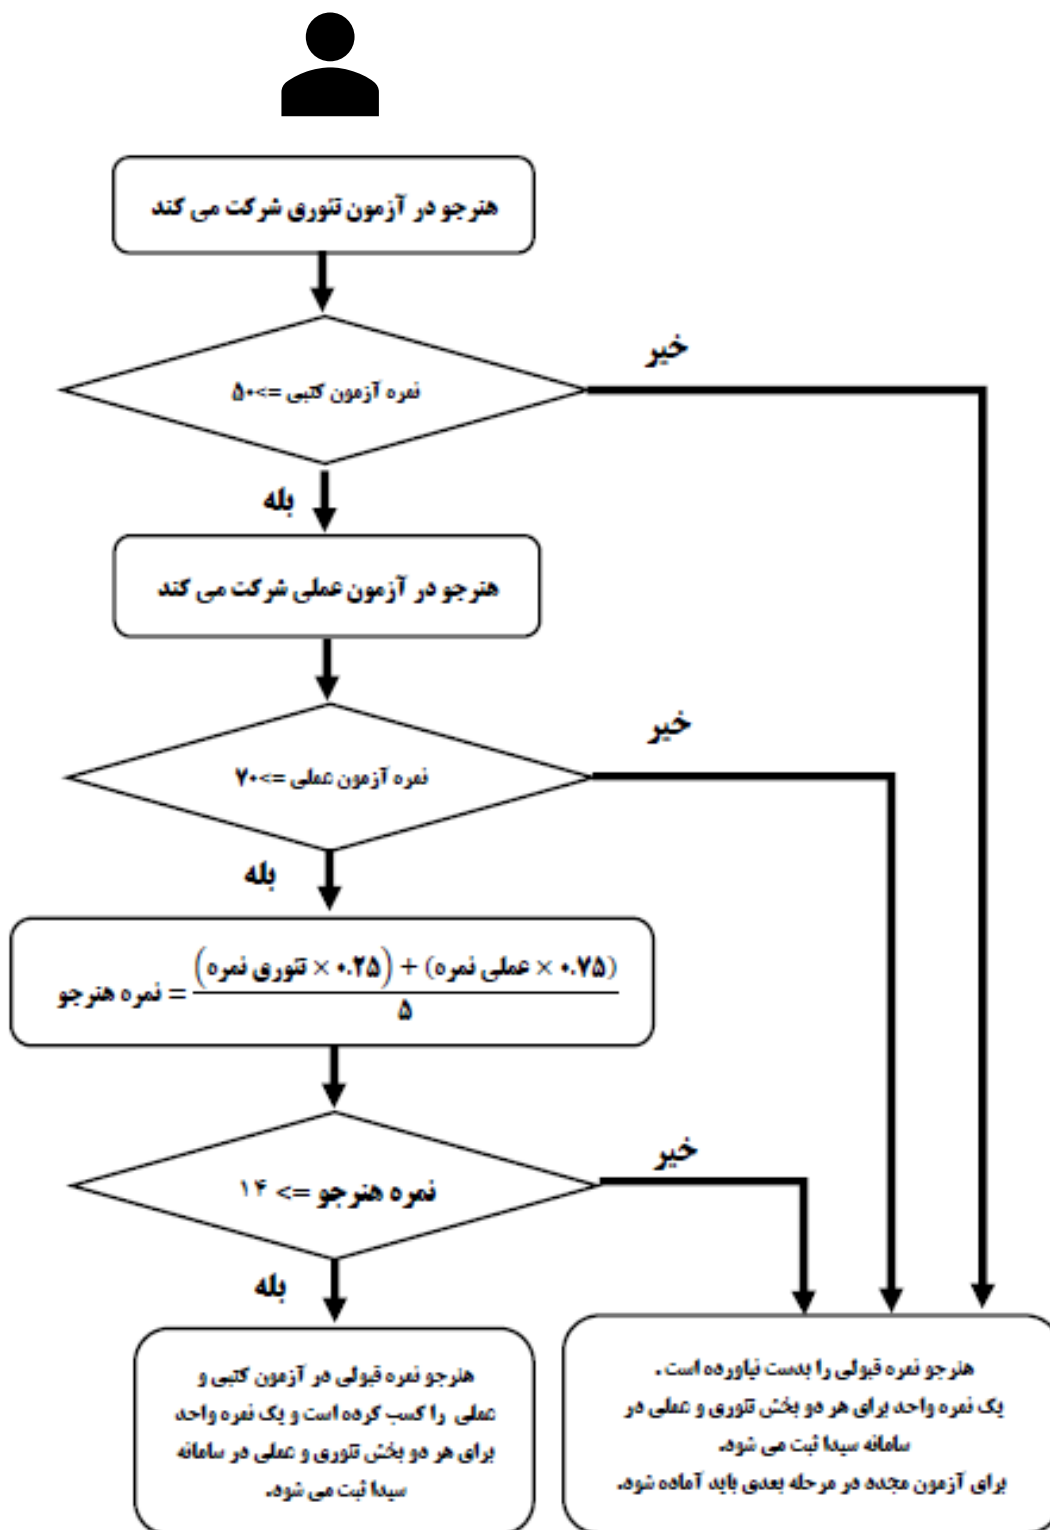 هنرجو در آزمون تئوری شرکت می کند
نمره آزمون کتبی =>۵۰
خیر
بله
هنرجو در آزمون عملی شرکت می کند
نمره آزمون عملی =>۷۰
خیر
بله
نمره هنرجو = (نمره تئوری × ۰.۲۵) + (نمره عملی × ۰.۷۵)
۵
نمره هنرجو => ۱۴
خیر
بله
هنرجو نمره قبولی در آزمون کتبی و
عملی را کسب کرده است و یک نمره واحد
برای هر دو بخش تئوری و عملی در سامانه
سیدا ثبت می شود.
هنرجو نمره قبولی را بدست نیاورده است .
یک نمره واحد برای هر دو بخش تئوری و عملی در
سامانه سیدا ثبت می شود.
برای آزمون مجدد در مرحله بعدی باید آماده شود.